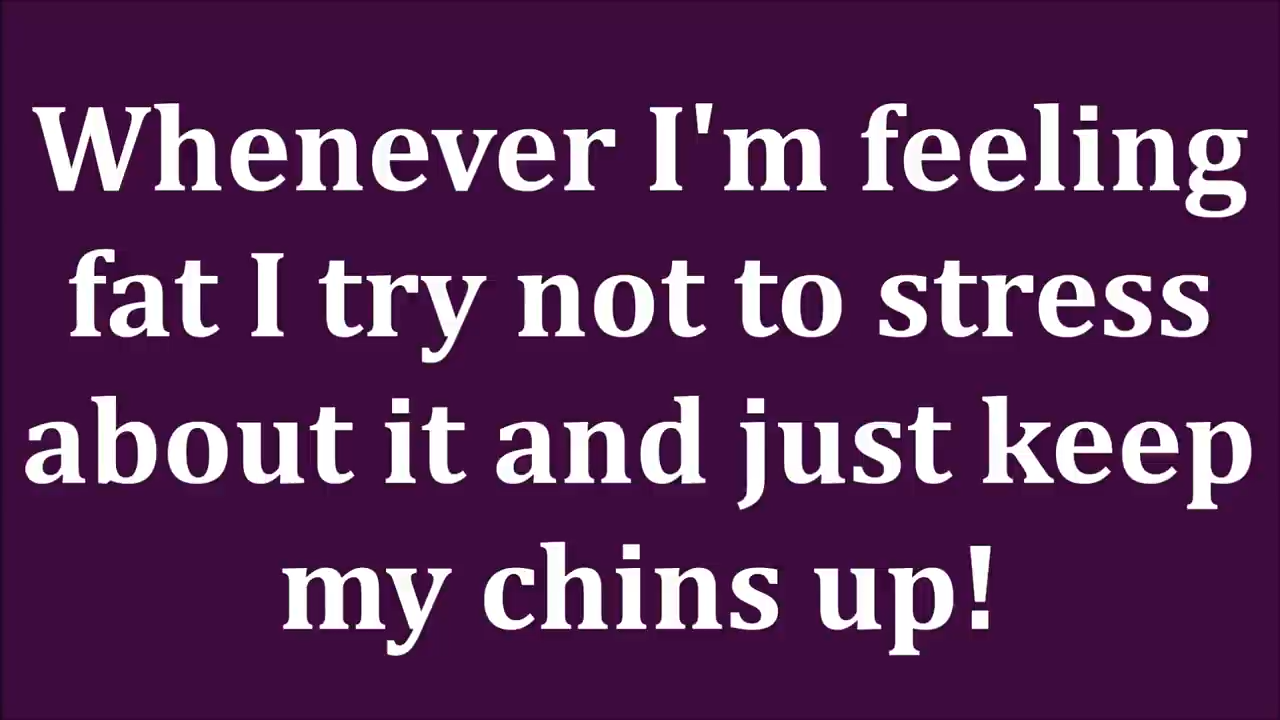 Whenever I'm feeling
fat I try not to stress
about it and just keep
my chins up!